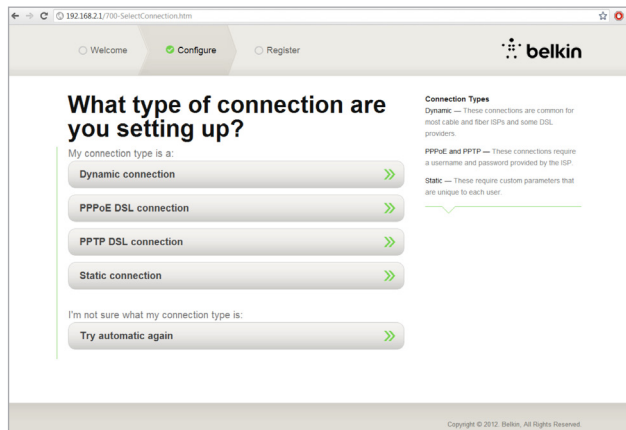 192.168.2.1/700-SelectConnection.htm
Welcome
Configure
Register
belkin
What type of connection are
you setting up?
My connection type is a:
Dynamic connection
PPPoE DSL connection
PPTP DSL connection
Static connection
I'm not sure what my connection type is:
Try automatic again
Connection Types
Dynamic — These connections are common for
most cable and fiber ISPs and some DSL
providers.
PPPoE and PPTP — These connections require
a username and password provided by the ISP.
Static — These require custom parameters that
are unique to each user.
Copyright © 2012. Belkin, All Rights Reserved.